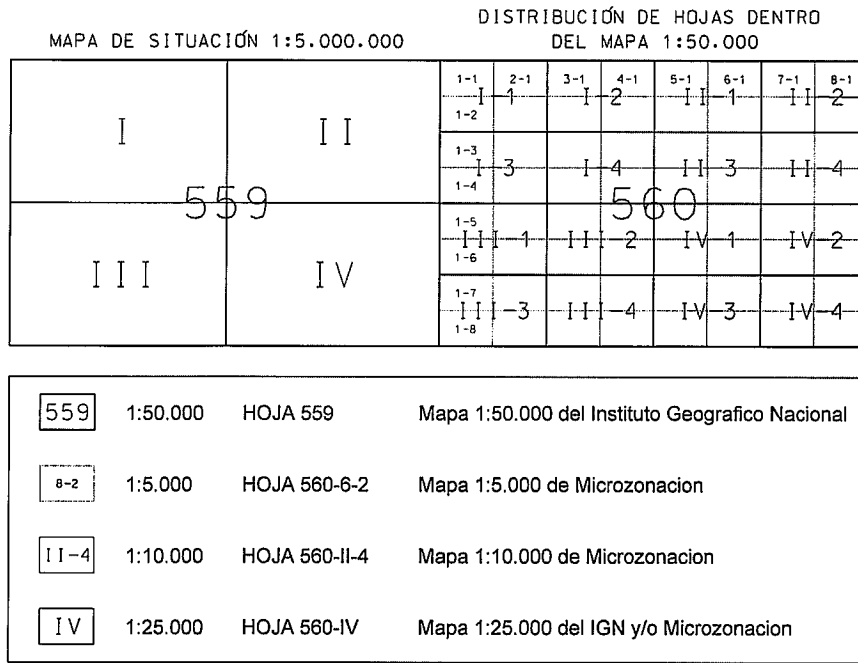 DISTRIBUCIÓN DE HOJAS DENTRO
MAPA DE SITUACIÓN 1:5.000.000 DEL MAPA 1:50.000
1-1 2-1 3-1 4-1 5-1 6-1 7-1 8-1
I II I-1 I-2 II-1 II-2
1-2
1-3
I-3 I-4 II-3 II-4
1-4
559 560
1-5
III-1 III-2 IV-1 IV-2
1-6
III IV
1-7
III-3 III-4 IV-3 IV-4
1-8
559 1:50.000 HOJA 559 Mapa 1:50.000 del Instituto Geografico Nacional
8-2 1:5.000 HOJA 560-6-2 Mapa 1:5.000 de Microzonacion
II-4 1:10.000 HOJA 560-II-4 Mapa 1:10.000 de Microzonacion
IV 1:25.000 HOJA 560-IV Mapa 1:25.000 del IGN y/o Microzonacion